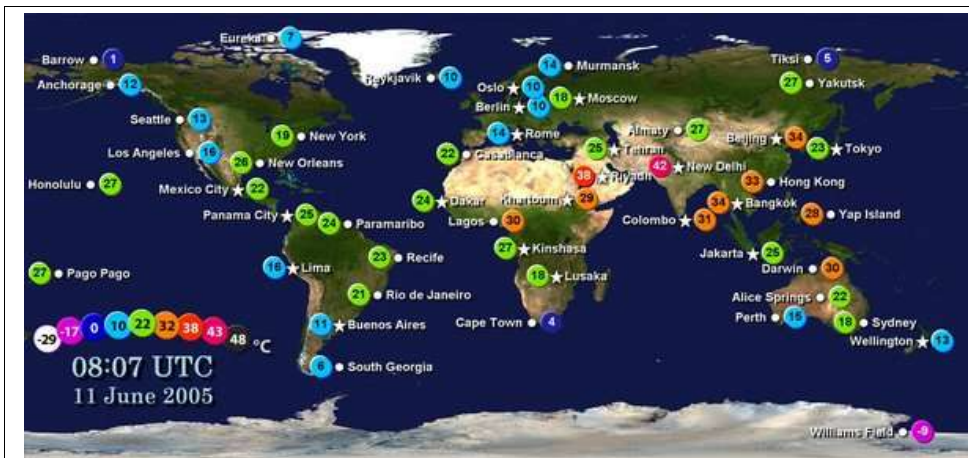 Eureka 7
Barrow 1
Tiksi 5
Reykjavik 10
14 Murmansk
Anchorage 12
27 Yakutsk
Oslo 10
18 Moscow
Berlin 10
Seattle 13
19 New York
14 Rome
Almaty 27
Beijing 34
23 Tokyo
Los Angeles 16
26 New Orleans
22 Casablanca
25 Tehran
42 New Delhi
Honolulu 27
Mexico City 22
38 Riyadh
33 Hong Kong
24 Dakar
Khartoum 29
34 Bangkok
Panama City 25
24 Paramaribo
Lagos 30
Colombo 31
28 Yap Island
27 Kinshasa
Jakarta 25
23 Recife
27 Pago Pago
16 Lima
18 Lusaka
Darwin 30
21 Rio de Janeiro
Alice Springs 22
11 Buenos Aires
Cape Town 4
Perth 15
18 Sydney
Wellington 13
6 South Georgia
-29 -17 0 10 22 32 38 43 48 °C
08:07 UTC
11 June 2005
Williams Field -9